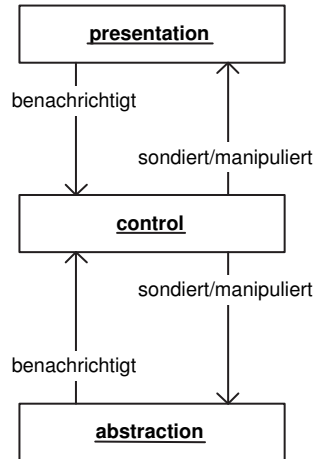 presentation
benachrichtigt
sondiert/manipuliert
control
sondiert/manipuliert
benachrichtigt
abstraction